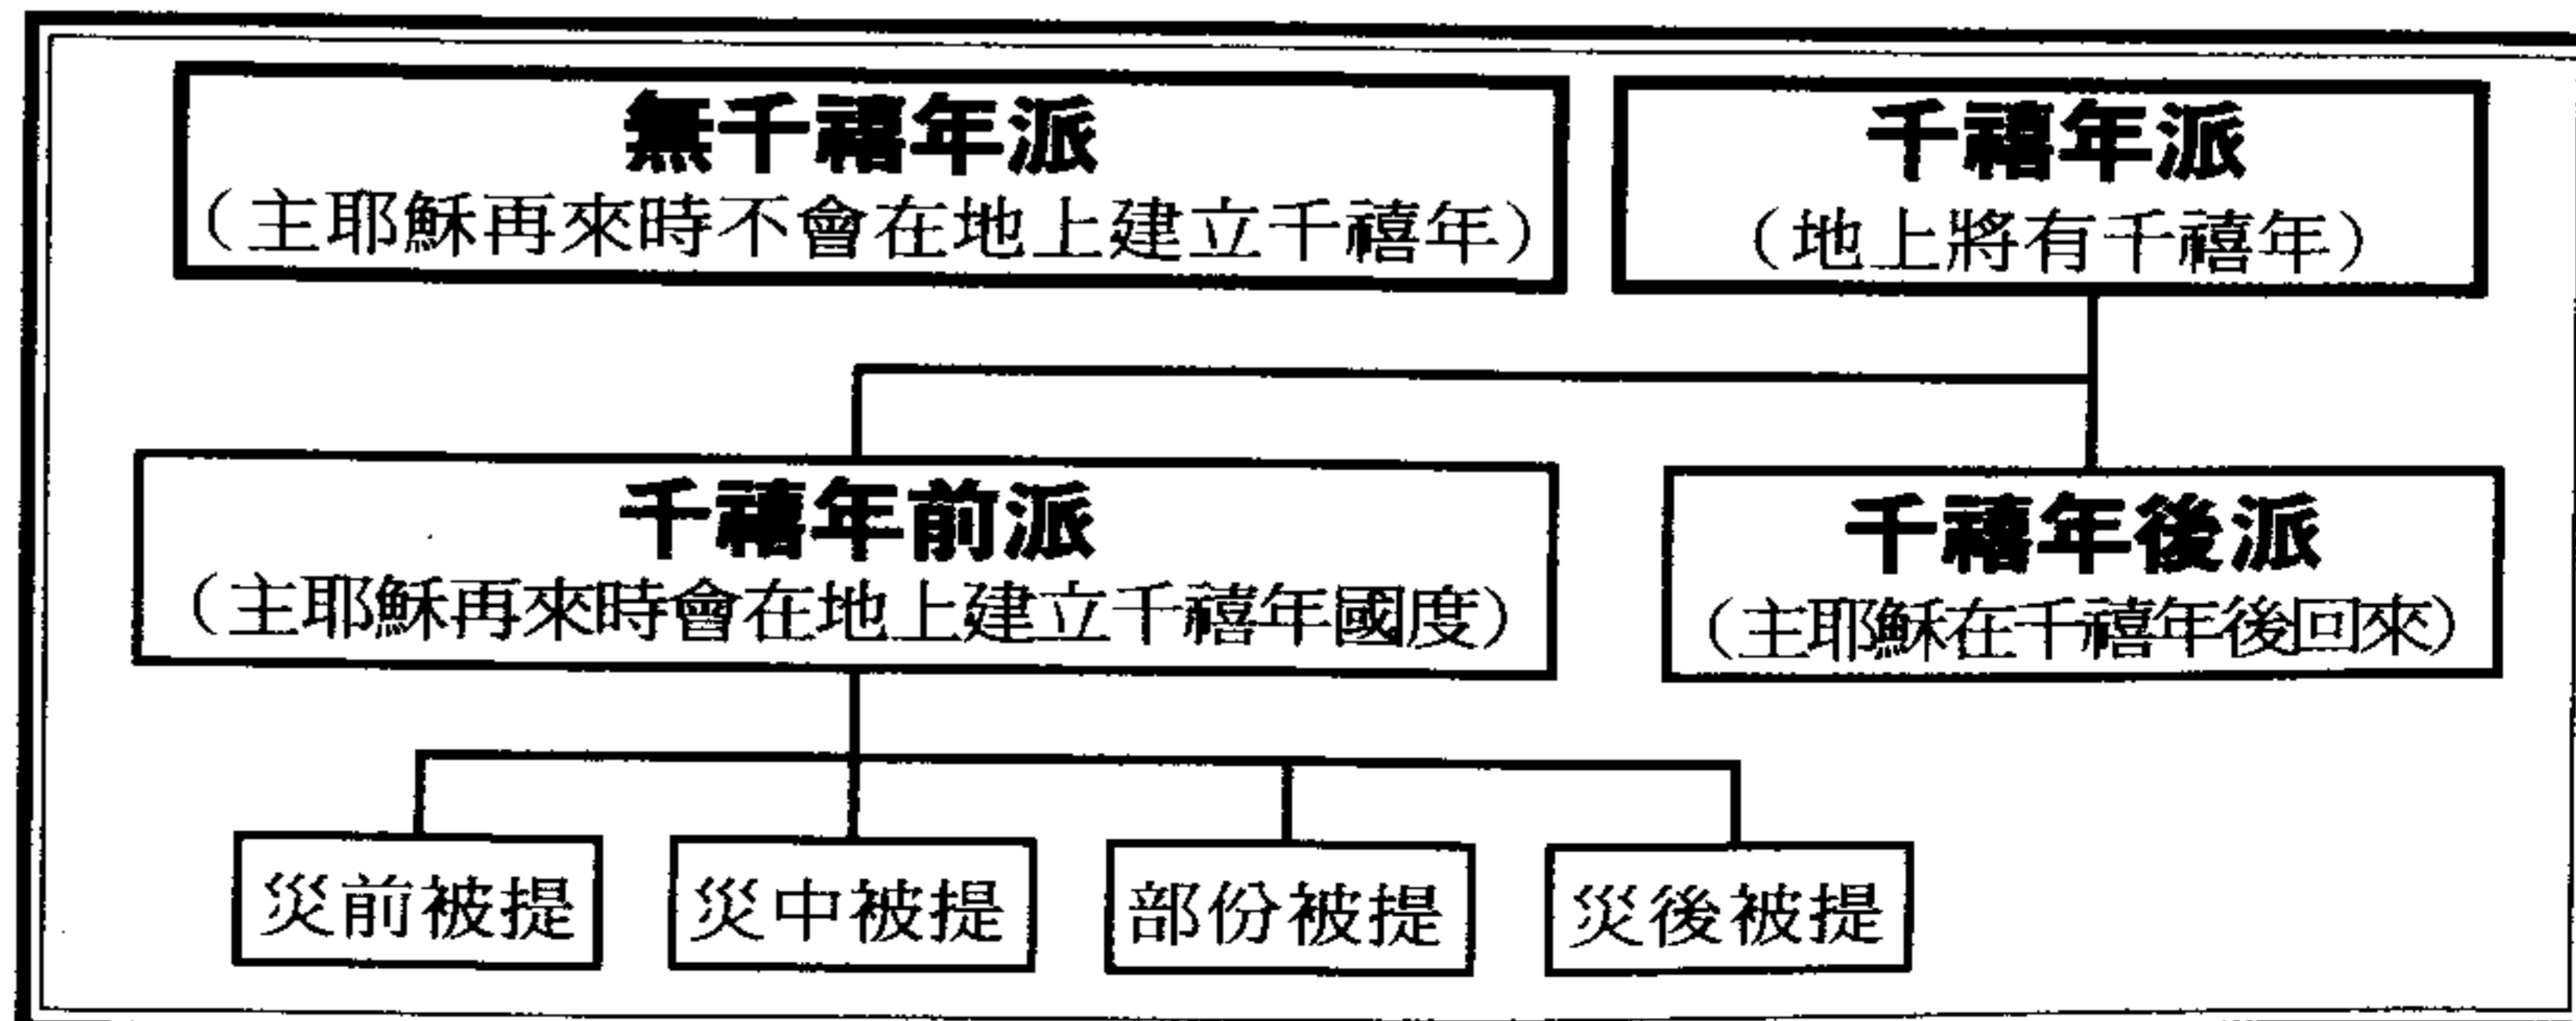 無千禧年派
（主耶穌再來時不會在地上建立千禧年）
千禧年派
（地上將有千禧年）
千禧年前派
（主耶穌再來時會在地上建立千禧年國度）
千禧年後派
（主耶穌在千禧年後回來）
災前被提
災中被提
部份被提
災後被提